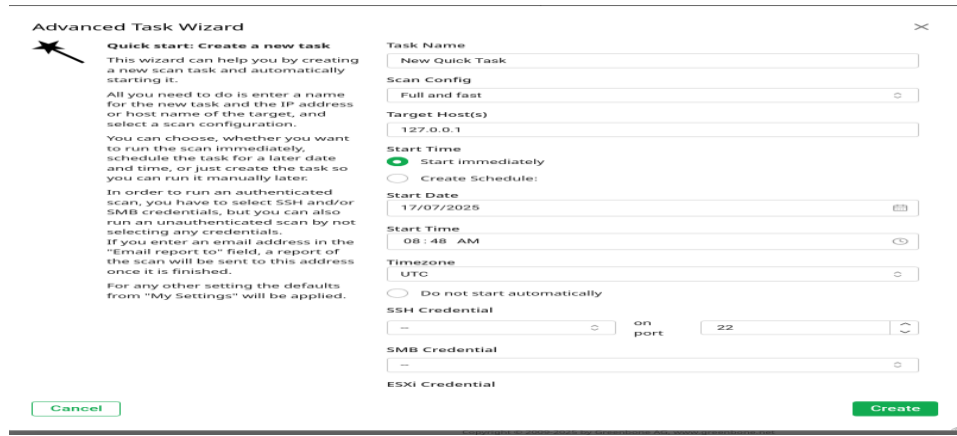 Advanced Task Wizard
Quick start: Create a new task
This wizard can help you by creating
a new scan task and automatically
starting it.
All you need to do is enter a name
for the new task and the IP address
or host name of the target, and
select a scan configuration.
You can choose, whether you want
to run the scan immediately,
schedule the task for a later date
and time, or just create the task so
you can run it manually later.
In order to run an authenticated
scan, you have to select SSH and/or
SMB credentials, but you can also
run an unauthenticated scan by not
selecting any credentials.
If you enter an email address in the
"Email report to" field, a report of
the scan will be sent to this address
once it is finished.
For any other setting the defaults
from "My Settings" will be applied.
Task Name
New Quick Task
Scan Config
Full and fast
Target Host(s)
127.0.0.1
Start Time
Start immediately
Create Schedule:
Start Date
17/07/2025
Start Time
08:48 AM
Timezone
UTC
Do not start automatically
SSH Credential
--
on
port
22
SMB Credential
--
ESXi Credential
Cancel
Create
Copyright © 2009-2025 by Greenbone AG, www.greenbone.net